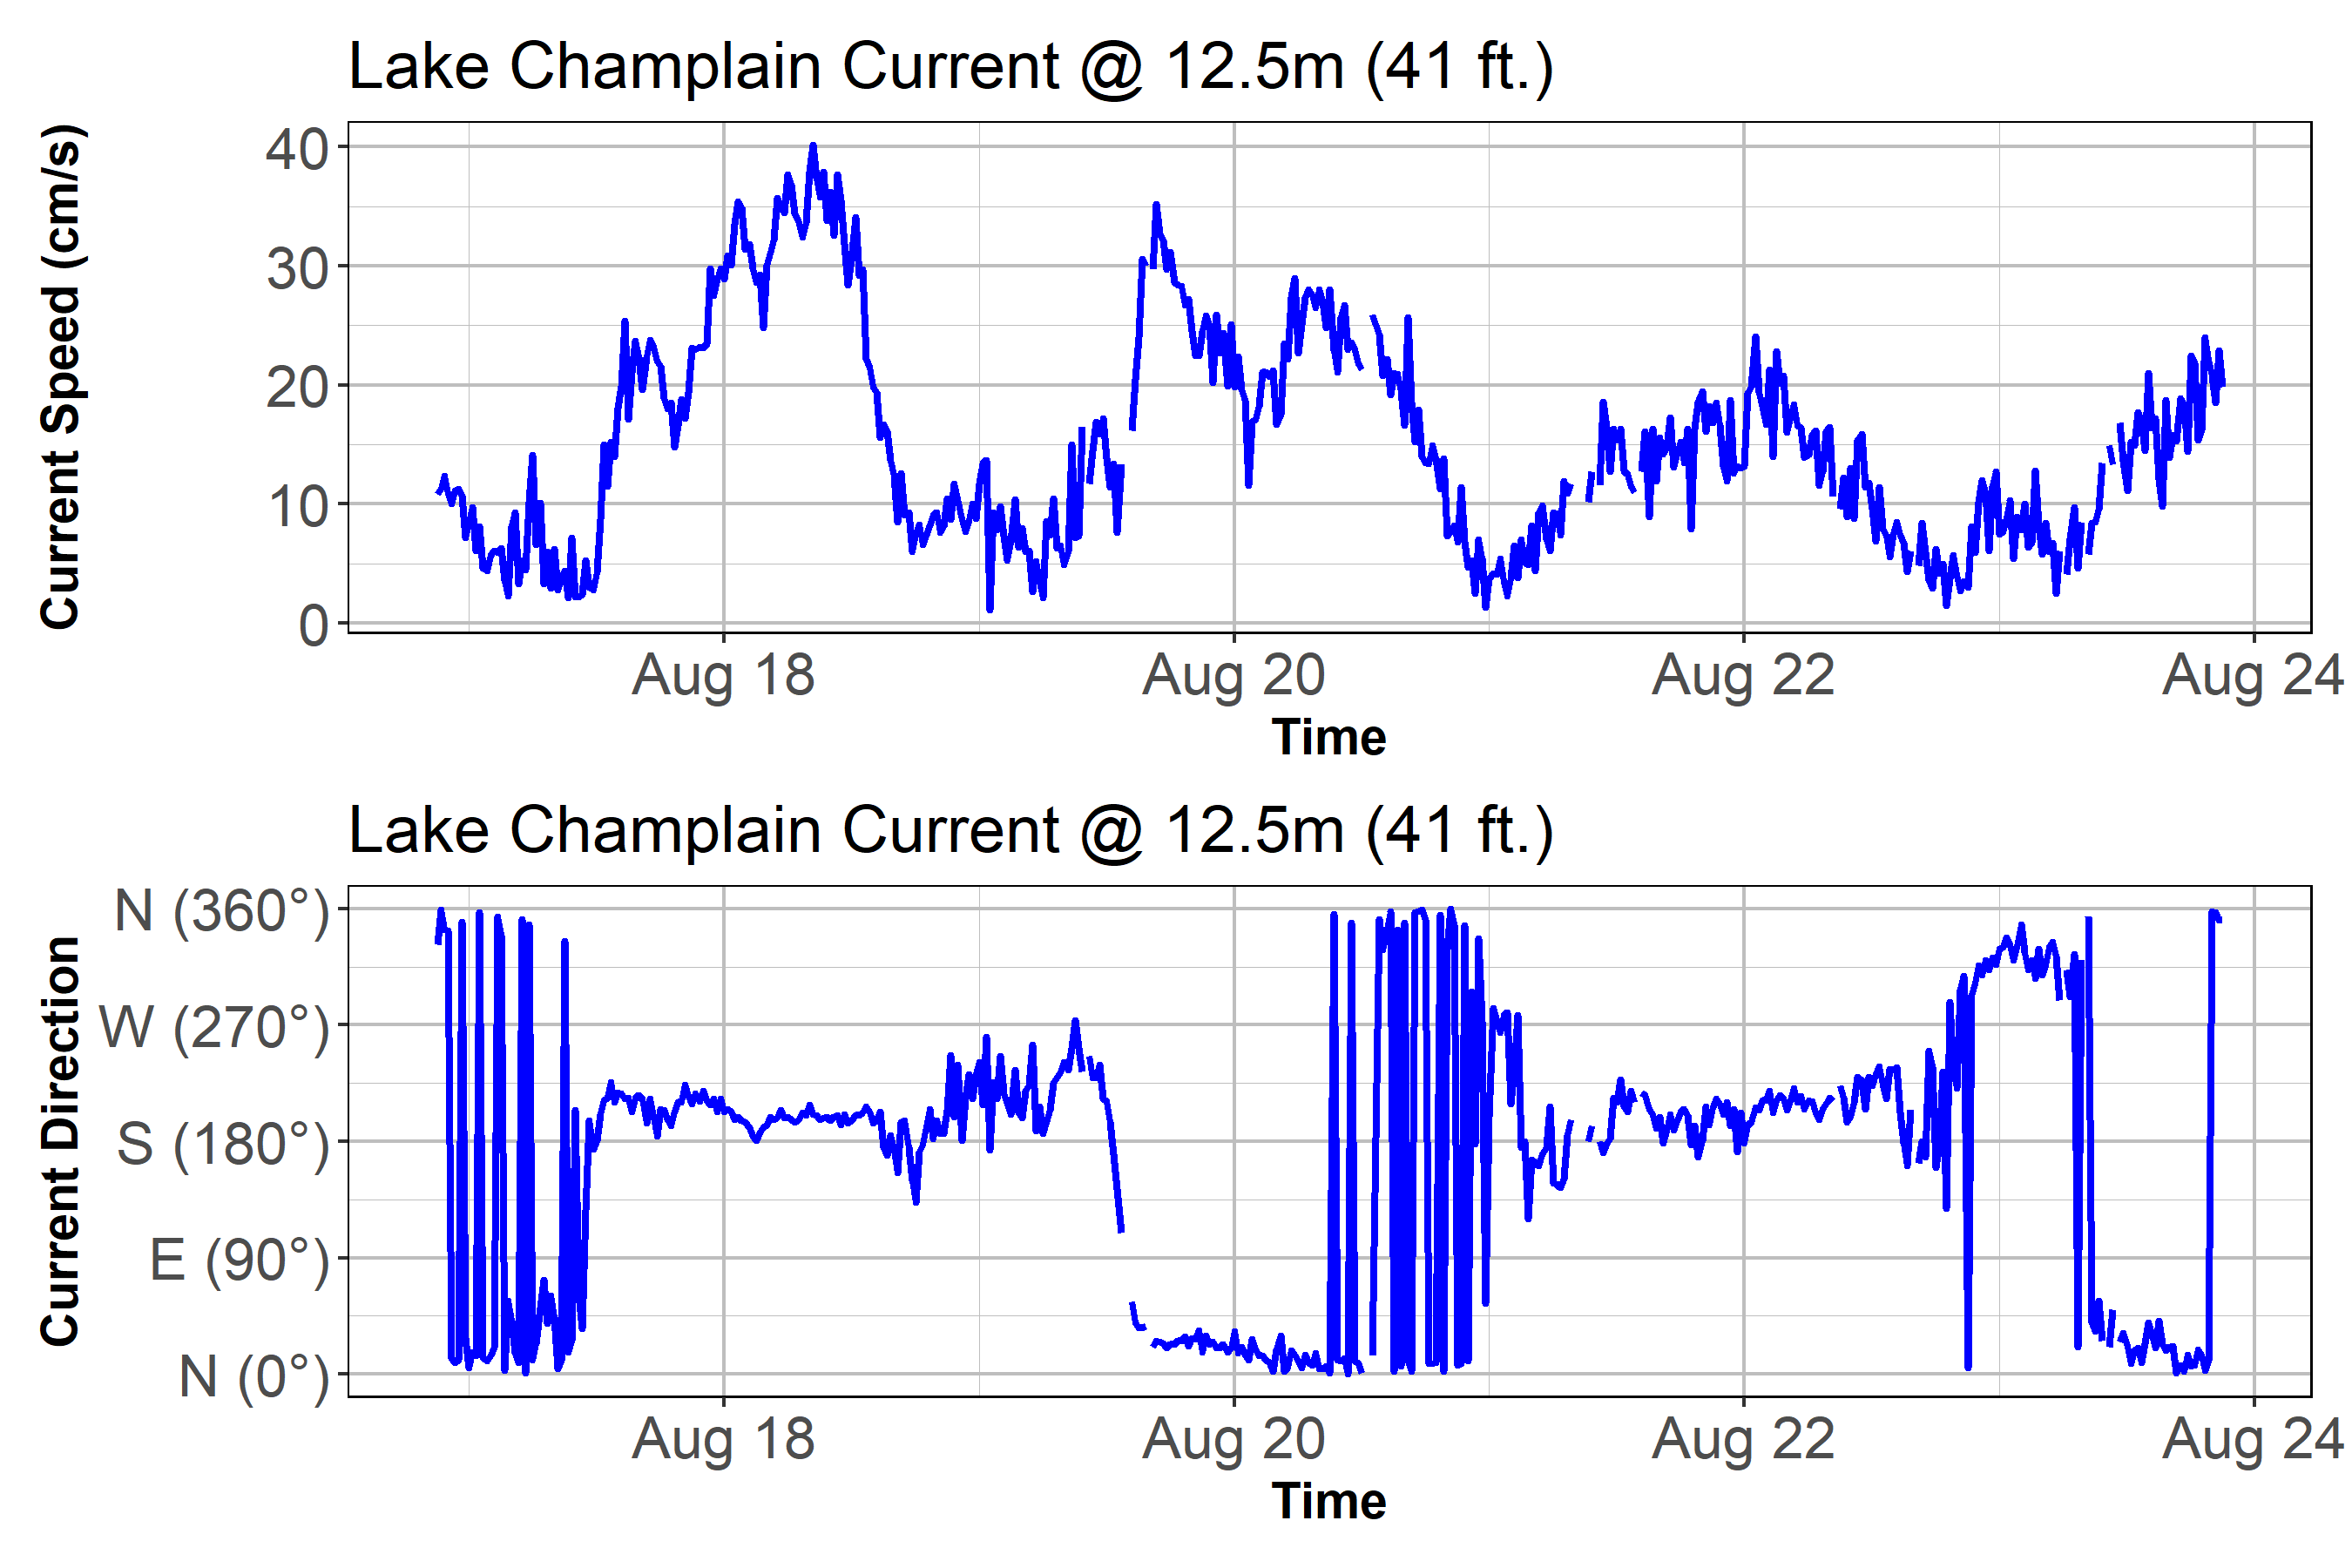 Lake Champlain Current @ 12.5m (41 ft.)
Current Speed (cm/s)
40
30
20
10
0
Aug 18 Aug 20 Aug 22 Aug 24
Time
Lake Champlain Current @ 12.5m (41 ft.)
Current Direction
N (360°)
W (270°)
S (180°)
E (90°)
N (0°)
Aug 18 Aug 20 Aug 22 Aug 24
Time